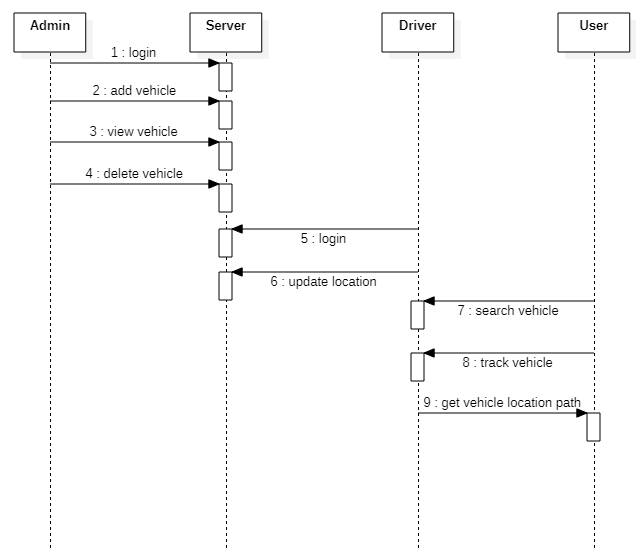 Admin
Server
Driver
User
1 : login
2 : add vehicle
3 : view vehicle
4 : delete vehicle
5 : login
6 : update location
7 : search vehicle
8 : track vehicle
9 : get vehicle location path